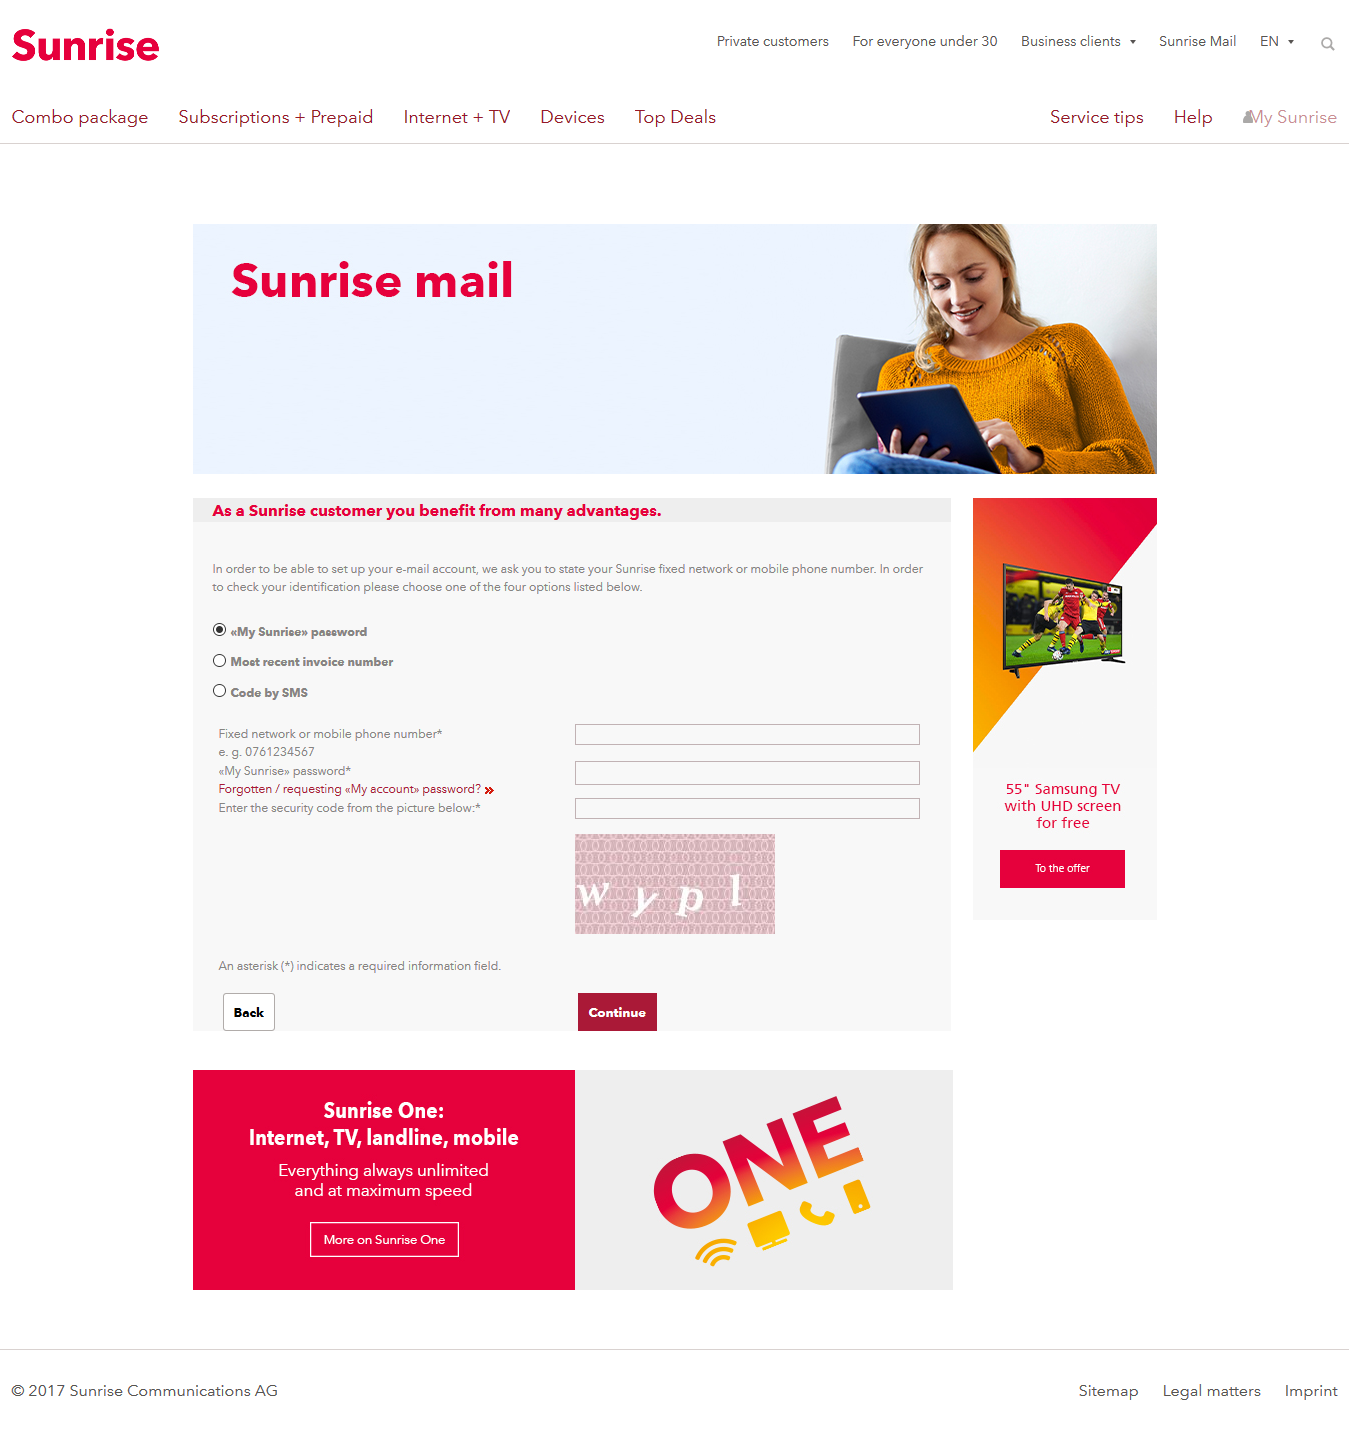 Sunrise
Private customers For everyone under 30 Business clients Sunrise Mail EN
Combo package Subscriptions + Prepaid Internet + TV Devices Top Deals Service tips Help My Sunrise
Sunrise mail
As a Sunrise customer you benefit from many advantages.
In order to be able to set up your e-mail account, we ask you to state your Sunrise fixed network or mobile phone number. In order
to check your identification please choose one of the four options listed below.
«My Sunrise» password
Most recent invoice number
Code by SMS
Fixed network or mobile phone number*
e. g. 0761234567
«My Sunrise» password*
Forgotten / requesting «My account» password?
Enter the security code from the picture below:*
wypl
An asterisk (*) indicates a required information field.
Back Continue
55" Samsung TV
with UHD screen
for free
To the offer
Sunrise One:
Internet, TV, landline, mobile
Everything always unlimited
and at maximum speed
More on Sunrise One
ONE
© 2017 Sunrise Communications AG Sitemap Legal matters Imprint